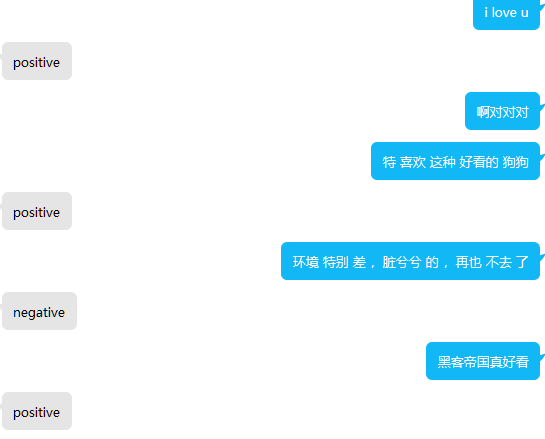 i love u
positive
啊对对对
特 喜欢 这种 好看的 狗狗
positive
环境 特别 差， 脏兮兮 的， 再也 不去 了
negative
黑客帝国真好看
positive